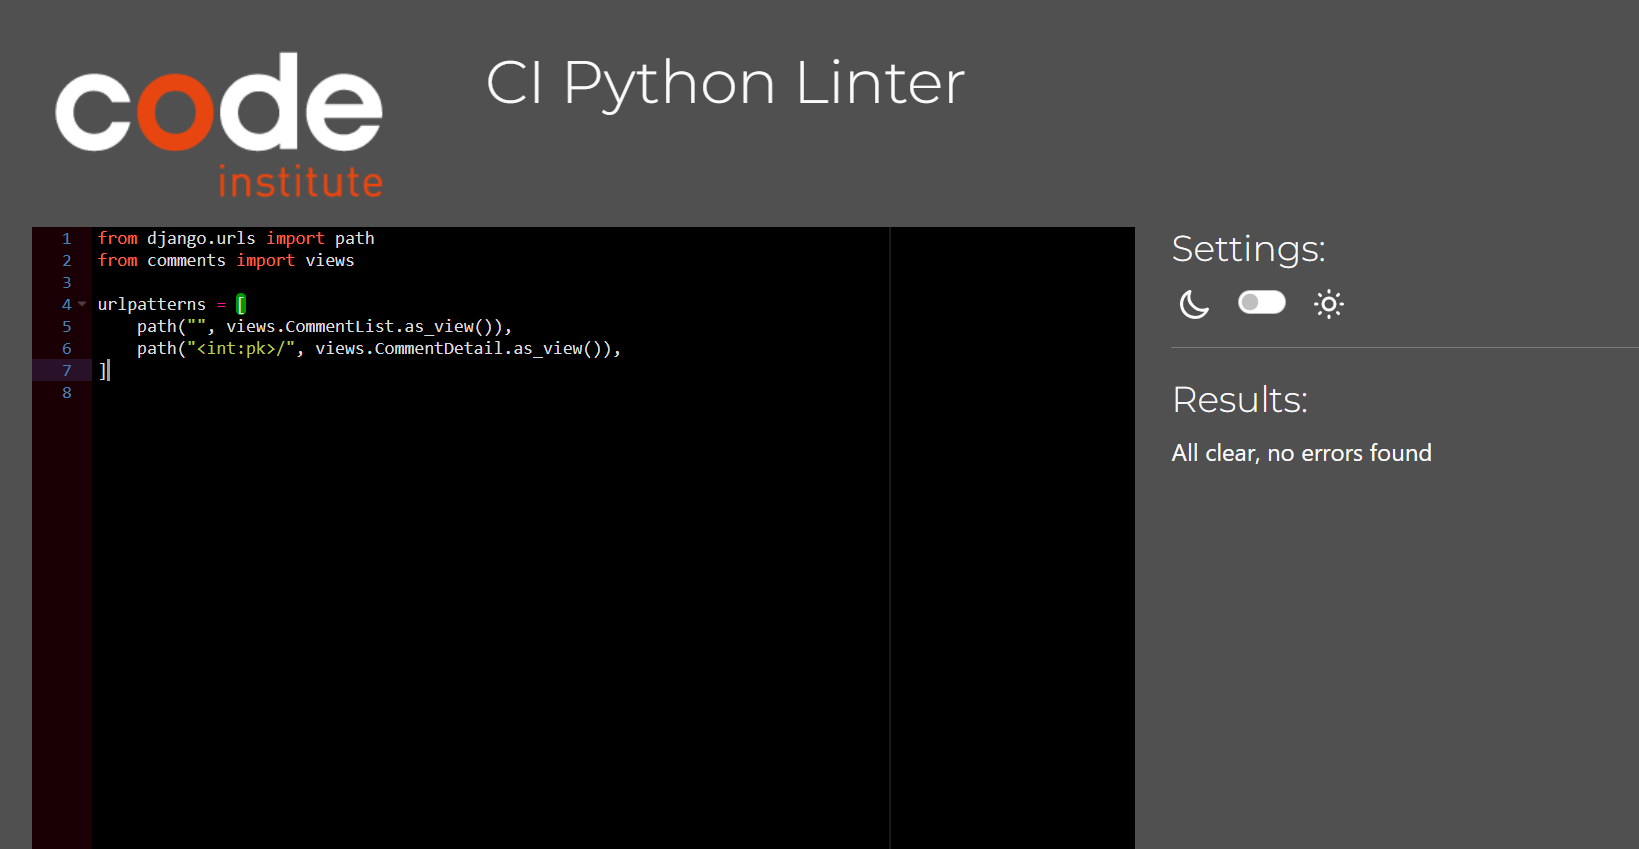 code
institute
CI Python Linter
1 from django.urls import path
2 from comments import views
3
4 urlpatterns = [
5     path("", views.CommentList.as_view()),
6     path("<int:pk>/", views.CommentDetail.as_view()),
7 ]
8
Settings:
Results:
All clear, no errors found